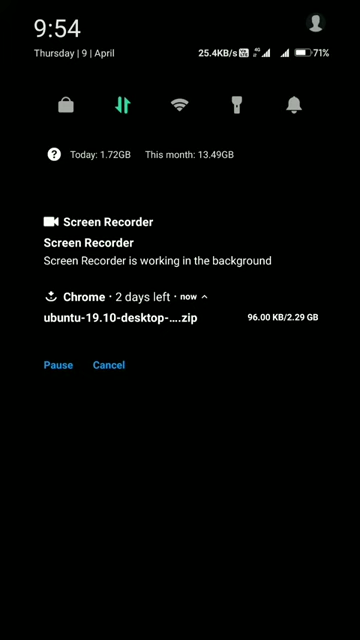 9:54
Thursday | 9 | April
25.4KB/s 4G 71%
Today: 1.72GB This month: 13.49GB
Screen Recorder
Screen Recorder
Screen Recorder is working in the background
Chrome · 2 days left · now
ubuntu-19.10-desktop-....zip 96.00 KB/2.29 GB
Pause Cancel